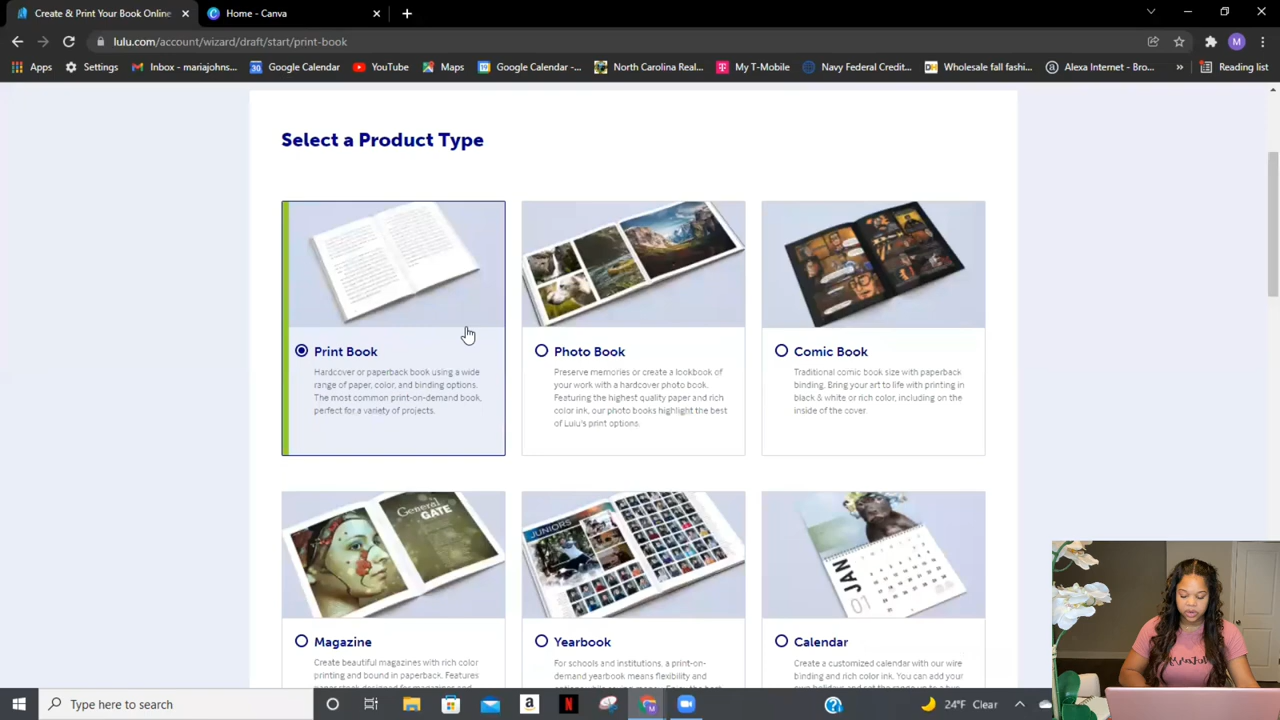 Create & Print Your Book Online
Home - Canva
lulu.com/account/wizard/draft/start/print-book
Apps
Settings
Inbox - mariajohns...
Google Calendar
YouTube
Maps
Google Calendar -...
North Carolina Real...
My T-Mobile
Navy Federal Credit...
Wholesale fall fashi...
Alexa Internet - Bro...
»
Reading list
Select a Product Type
Print Book
Hardcover or paperback book using a wide
range of paper, color, and binding options.
The most common print-on-demand book,
perfect for a variety of projects.
Photo Book
Preserve memories or create a lookbook of
your work with a hardcover photo book.
Featuring the highest quality paper and rich
color ink, our photo books highlight the best
of Lulu's print options.
Comic Book
Traditional comic book size with paperback
binding. Bring your art to life with printing in
black & white or rich color, including on the
inside of the cover.
General
GATE
JUNIORS
JAN
01
Magazine
Create beautiful magazines with rich color
printing and bound in paperback. Features
Yearbook
For schools and institutions, a print-on-
demand yearbook means flexibility and
Calendar
Create a customized calendar with our wire
binding and rich color ink. You can add your
Type here to search
24°F Clear